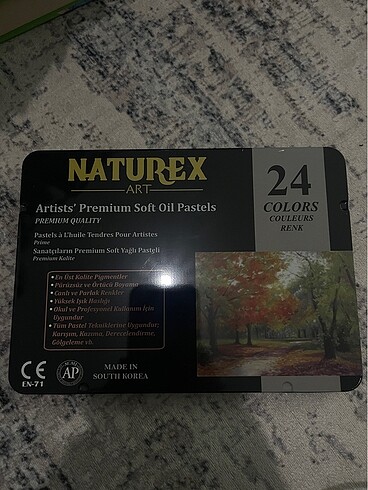 NATUREX
ART
Artists' Premium Soft Oil Pastels
PREMIUM QUALITY
Pastels à L'huile Tendres Pour Artistes
Prime
Sanatçıların Premium Soft Yağlı Pasteli
Premium Kalite
• En Üst Kalite Pigmentler
• Pürüzsüz ve Örtücü Boyama
• Canlı ve Parlak Renkler
• Yüksek Işık Haslığı
• Okul ve Profesyonel Kullanım İçin
Uygundur
• Tüm Pastel Tekniklerine Uygundur;
Karışım, Kazıma, Derecelendirme,
Gölgeleme vb.
24
COLORS
COULEURS
RENK
CE
EN-71
AP
MADE IN
SOUTH KOREA